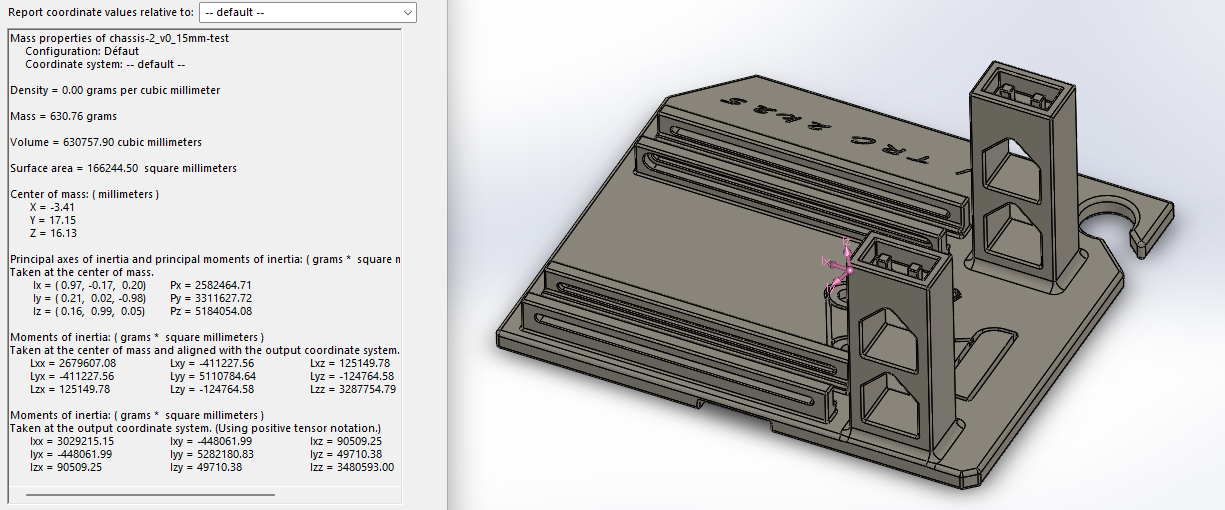 Report coordinate values relative to: -- default --
Mass properties of chassis-2_v0_15mm-test
Configuration: Défaut
Coordinate system: -- default --
Density = 0.00 grams per cubic millimeter
Mass = 630.76 grams
Volume = 630757.90 cubic millimeters
Surface area = 166244.50 square millimeters
Center of mass: ( millimeters )
X = -3.41
Y = 17.15
Z = 16.13
Principal axes of inertia and principal moments of inertia: ( grams * square m
Taken at the center of mass.
Ix = ( 0.97, -0.17, 0.20) Px = 2582464.71
Iy = ( 0.21, 0.02, -0.98) Py = 3311627.72
Iz = ( 0.16, 0.99, 0.05) Pz = 5184054.08
Moments of inertia: ( grams * square millimeters )
Taken at the center of mass and aligned with the output coordinate system.
Lxx = 2679607.08 Lxy = -411227.56 Lxz = 125149.78
Lyx = -411227.56 Lyy = 5110784.64 Lyz = -124764.58
Lzx = 125149.78 Lzy = -124764.58 Lzz = 3287754.79
Moments of inertia: ( grams * square millimeters )
Taken at the output coordinate system. (Using positive tensor notation.)
Ixx = 3029215.15 Ixy = -448061.99 Ixz = 90509.25
Iyx = -448061.99 Iyy = 5282180.83 Iyz = 49710.38
Izx = 90509.25 Izy = 49710.38 Izz = 3480593.00